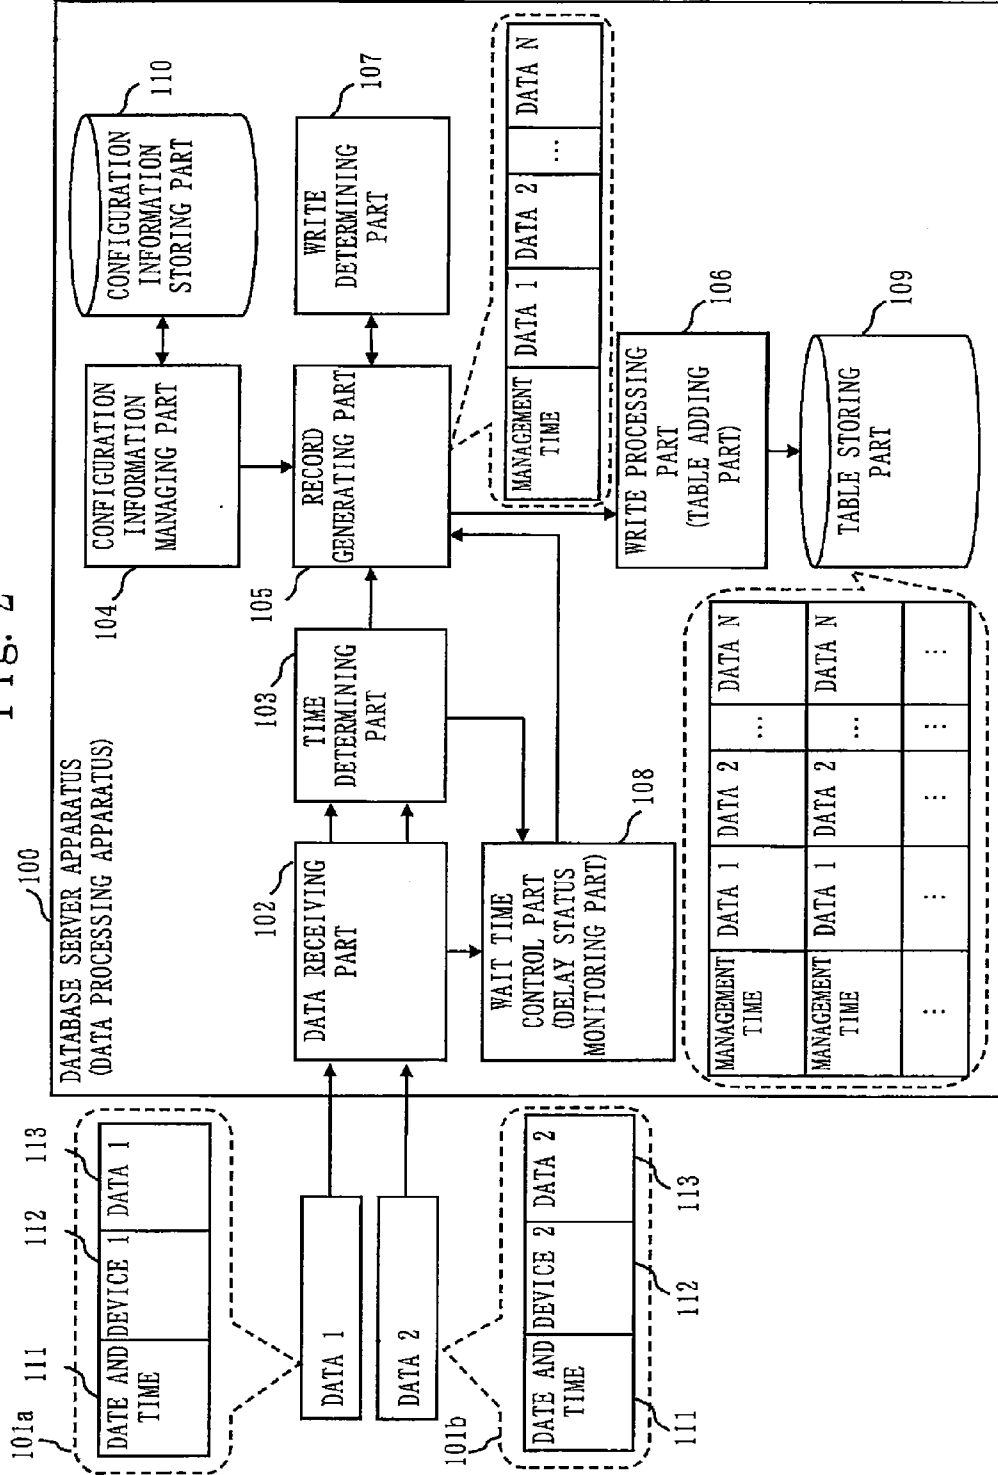 Fig. 2
100
DATABASE SERVER APPARATUS
(DATA PROCESSING APPARATUS)
101a
111
112
113
DATE AND
TIME
DEVICE 1
DATA 1
DATA 1
DATA 2
101b
DATE AND
TIME
DEVICE 2
DATA 2
111
112
113
102
DATA RECEIVING
PART
103
TIME
DETERMINING
PART
104
CONFIGURATION
INFORMATION
MANAGING PART
110
CONFIGURATION
INFORMATION
STORING PART
105
RECORD
GENERATING PART
107
WRITE
DETERMINING
PART
MANAGEMENT
TIME
DATA 1
DATA 2
...
DATA N
108
WAIT TIME
CONTROL PART
(DELAY STATUS
MONITORING PART)
106
WRITE PROCESSING
PART
(TABLE ADDING
PART)
109
TABLE STORING
PART
MANAGEMENT
TIME
DATA 1
DATA 2
...
DATA N
MANAGEMENT
TIME
DATA 1
DATA 2
...
DATA N
⋮ ⋮ ⋮ ⋮ ⋮